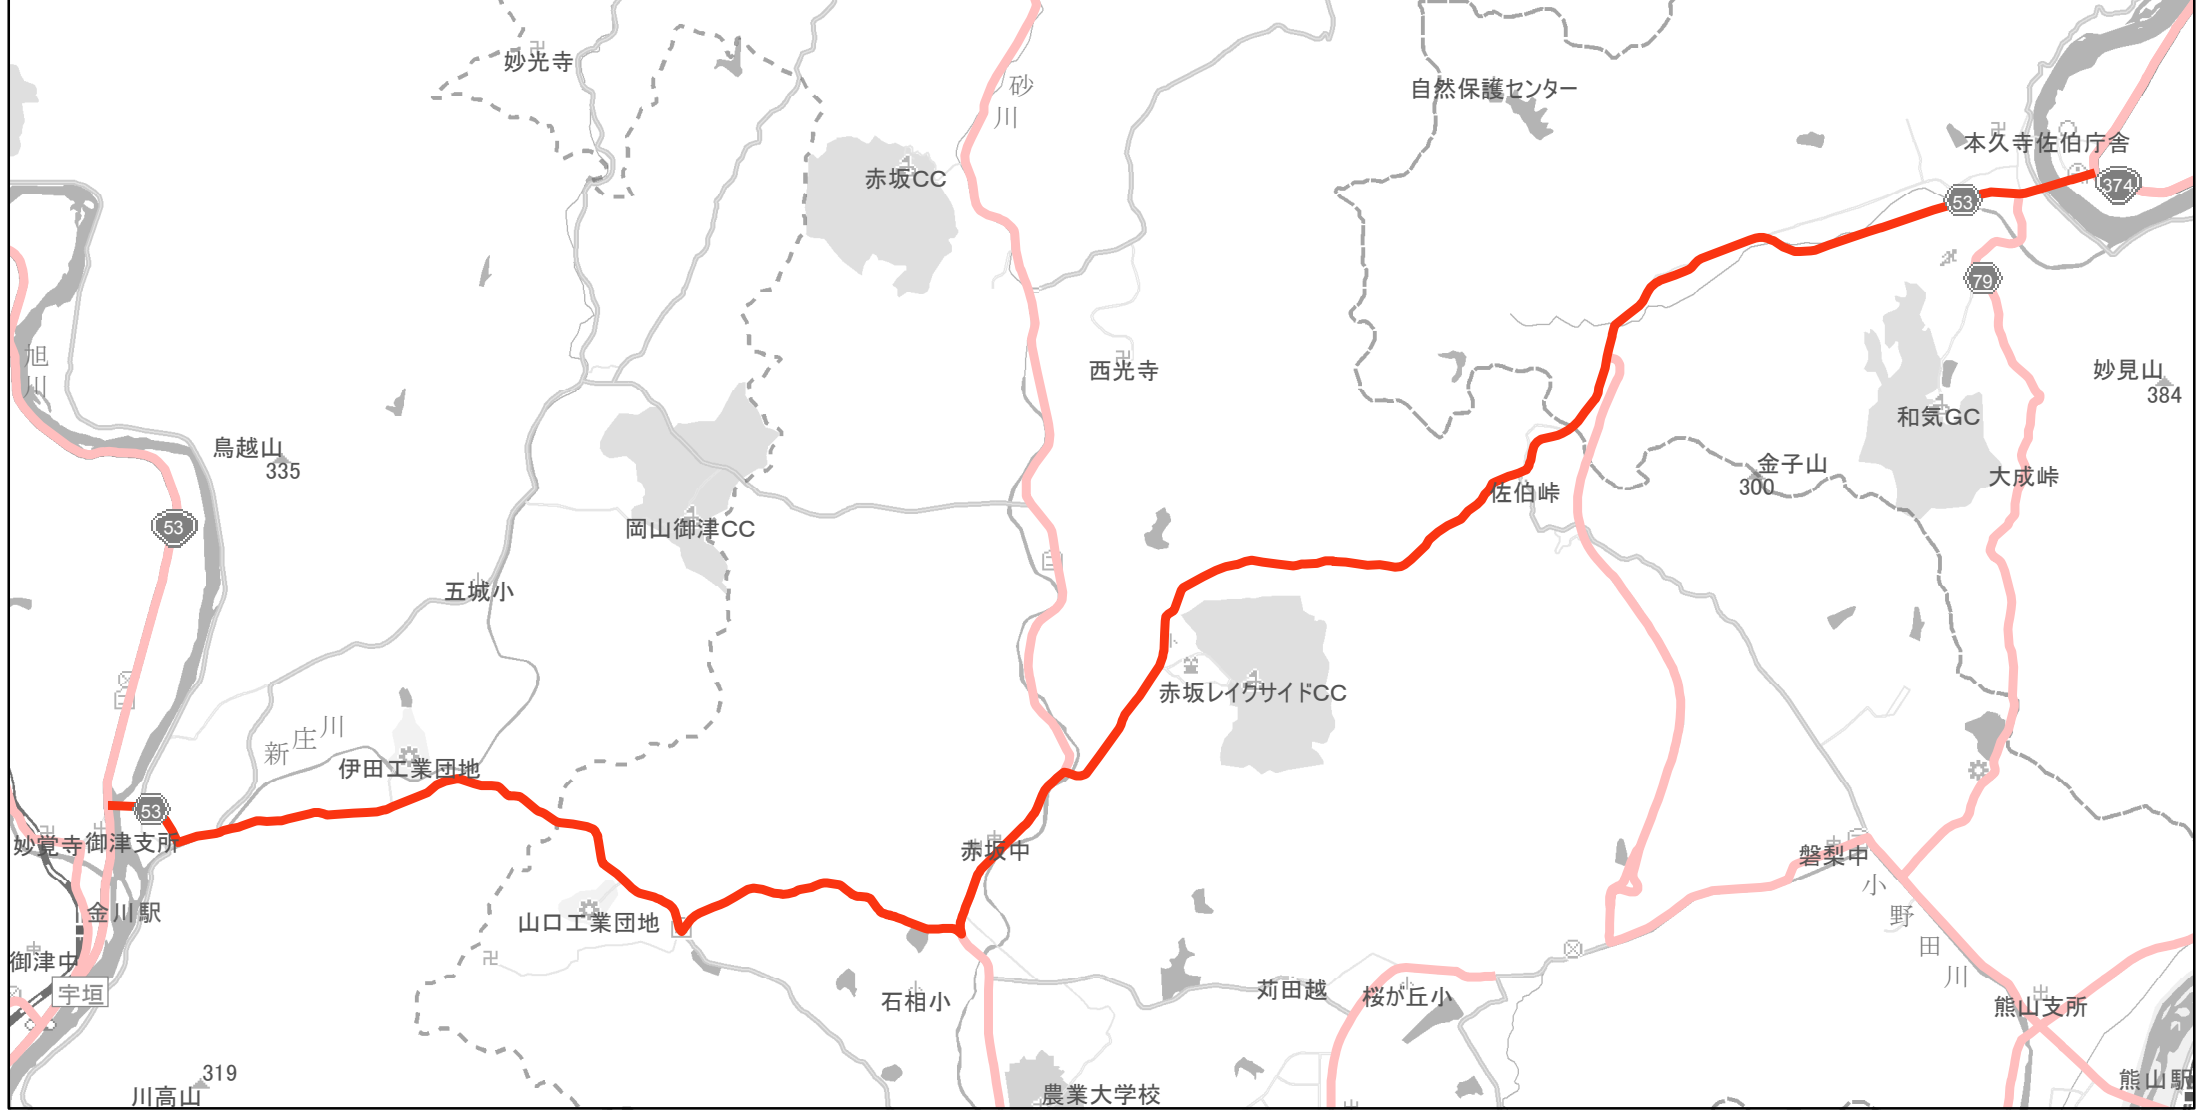 妙光寺
砂川
自然保護センター
本久寺
佐伯庁舎
赤坂CC
374
53
79
旭川
西光寺
妙見山
384
和気GC
鳥越山
335
金子山
300
大成峠
佐伯峠
53
岡山御津CC
五城小
赤坂レイクサイドCC
新庄川
伊田工業団地
53
妙覚寺
御津支所
赤坂中
磐梨中
小野田川
金川駅
山口工業団地
御津中
宇垣
石相小
苅田越
桜が丘小
熊山支所
319
川高山
農業大学校
熊山駅